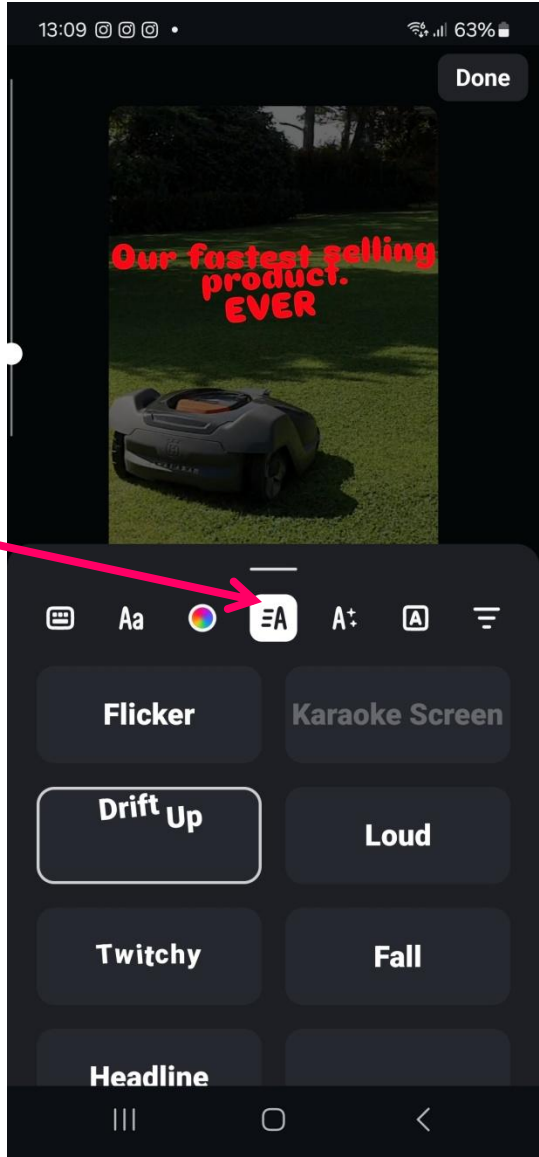 13:09
63%
Done
Our fastest selling
product.
EVER
Aa
A
A
A
Flicker
Karaoke Screen
Drift Up
Loud
Twitchy
Fall
Headline